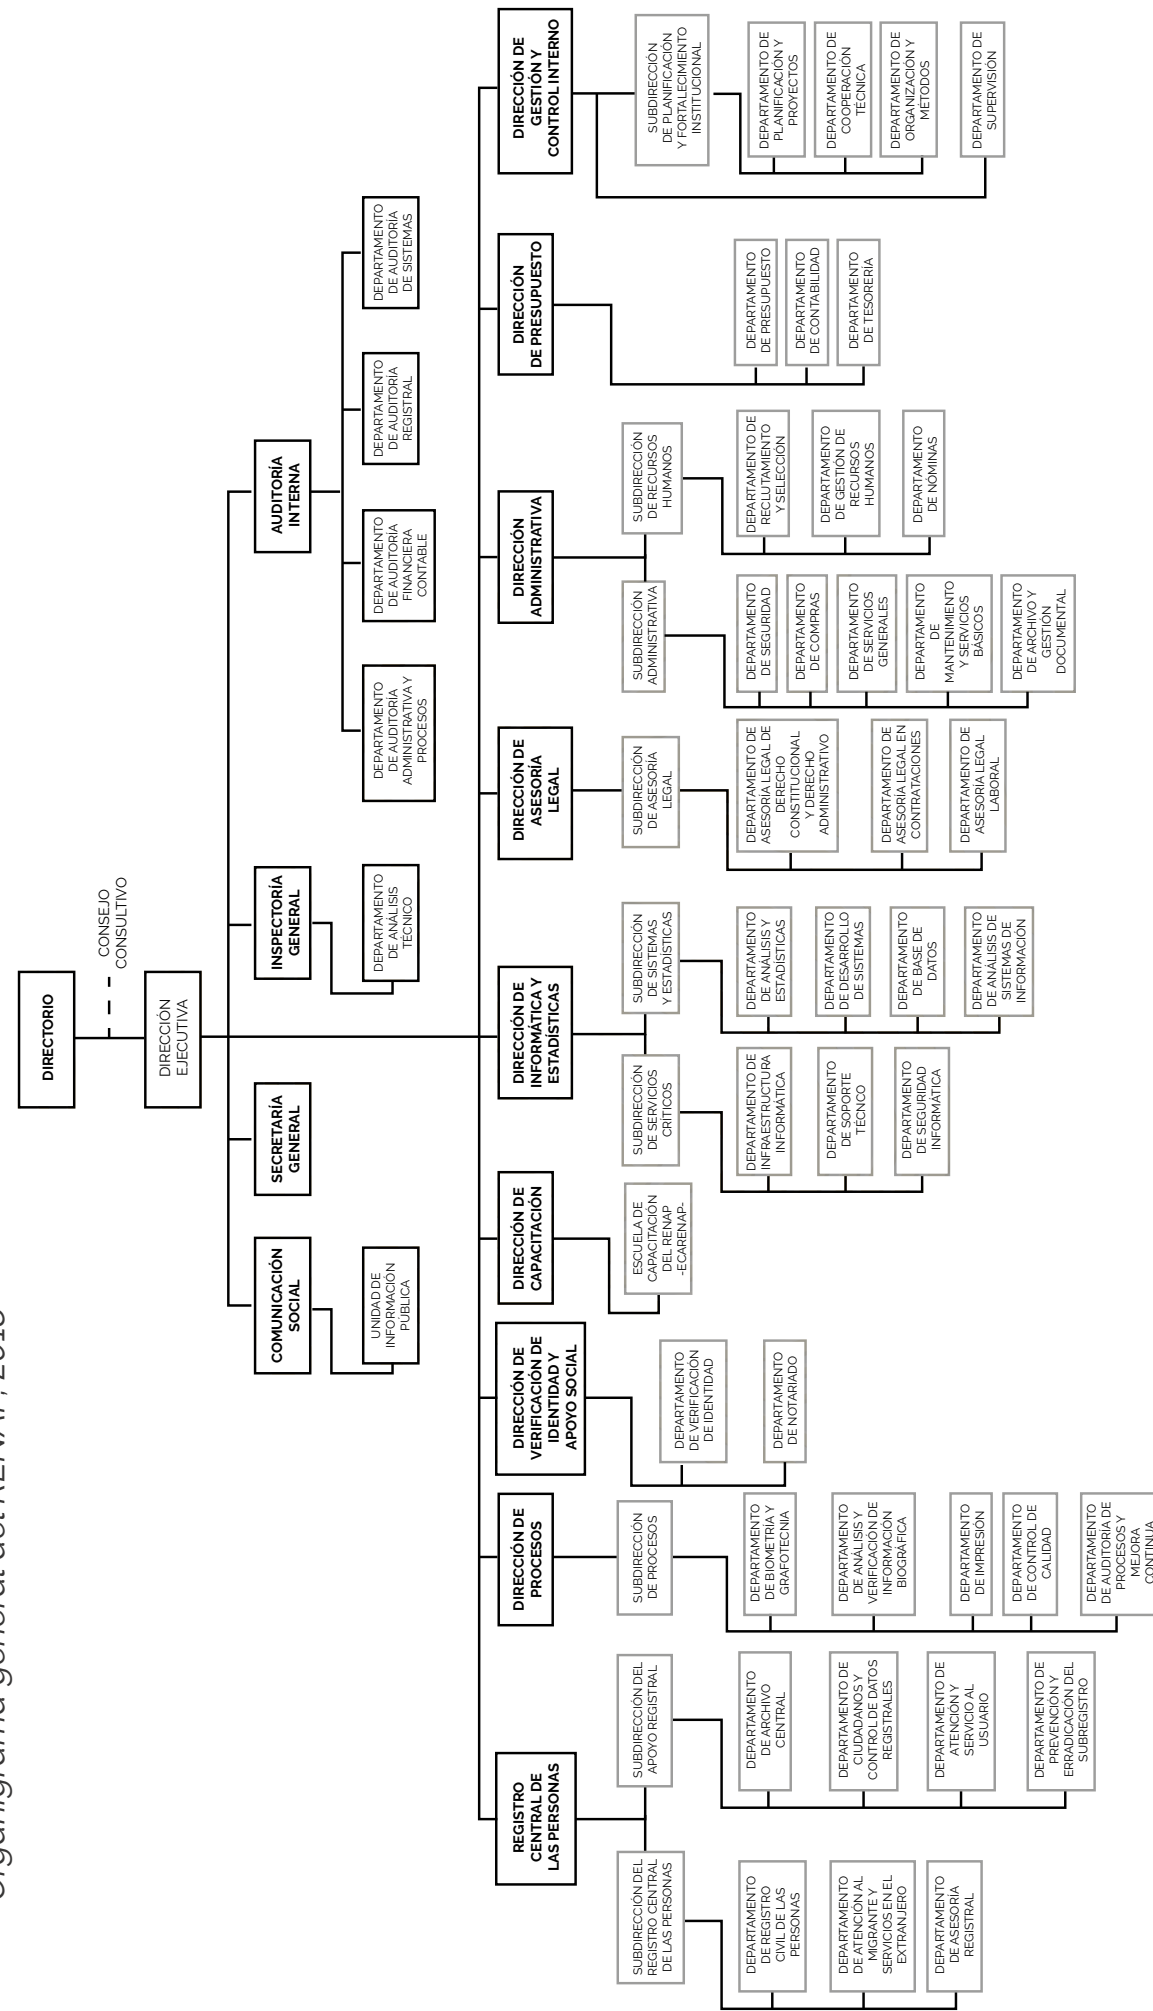 Organigrama general del RENAP,
DIRECTORIO
CONSEJO
CONSULTIVO
DIRECCIÓN
EJECUTIVA
COMUNICACIÓN
SOCIAL
SECRETARÍA
GENERAL
INSPECTORÍA
GENERAL
AUDITORÍA
INTERNA
UNIDAD DE
INFORMACIÓN
PÚBLICA
DEPARTAMENTO
DE ANÁLISIS
TÉCNICO
DEPARTAMENTO
DE AUDITORÍA
ADMINISTRATIVA Y
PROCESOS
DEPARTAMENTO
DE AUDITORÍA
FINANCIERA
CONTABLE
DEPARTAMENTO
DE AUDITORÍA
REGISTRAL
DEPARTAMENTO
DE AUDITORÍA
DE SISTEMAS
REGISTRO
CENTRAL DE
LAS PERSONAS
SUBDIRECCIÓN DEL
REGISTRO CENTRAL
DE LAS PERSONAS
DEPARTAMENTO
DE REGISTRO
CIVIL DE LAS
PERSONAS
DEPARTAMENTO
DE ATENCIÓN AL
MIGRANTE Y
SERVICIOS EN EL
EXTRANJERO
DEPARTAMENTO
DE ASESORÍA
REGISTRAL
SUBDIRECCIÓN DEL
APOYO REGISTRAL
DEPARTAMENTO
DE ARCHIVO
CENTRAL
DEPARTAMENTO DE
CIUDADANOS Y
CONTROL DE DATOS
REGISTRALES
DEPARTAMENTO DE
ATENCIÓN Y
SERVICIO AL
USUARIO
DEPARTAMENTO DE
PREVENCIÓN Y
ERRADICACIÓN DEL
SUBREGISTRO
DIRECCIÓN DE
PROCESOS
SUBDIRECCIÓN
DE PROCESOS
DEPARTAMENTO
DE BIOMETRÍA Y
GRAFOTECNIA
DEPARTAMENTO
DE ANÁLISIS Y
VERIFICACIÓN DE
INFORMACIÓN
BIOGRÁFICA
DEPARTAMENTO
DE IMPRESION
DEPARTAMENTO
DE CONTROL DE
CALIDAD
DEPARTAMENTO
DE AUDITORÍA DE
PROCESOS Y
MEJORA
CONTINUA
DIRECCIÓN DE
VERIFICACIÓN DE
IDENTIDAD Y
APOYO SOCIAL
DEPARTAMENTO
DE VERIFICACIÓN
DE IDENTIDAD
DEPARTAMENTO
DE NOTARIADO
DIRECCIÓN DE
CAPACITACIÓN
ESCUELA DE
CAPACITACIÓN
DEL RENAP
-ECARENAP-
DIRECCIÓN DE
INFORMÁTICA Y
ESTADÍSTICAS
SUBDIRECCIÓN
DE SERVICIOS
CRÍTICOS
DEPARTAMENTO DE
INFRAESTRUCTURA
INFORMÁTICA
DEPARTAMENTO
DE SOPORTE
TÉCNCO
DEPARTAMENTO
DE SEGURIDAD
INFORMÁTICA
SUBDIRECCIÓN
DE SISTEMAS
Y ESTADÍSTICAS
DEPARTAMENTO
DE ANÁLISIS Y
ESTADÍSTICAS
DEPARTAMENTO
DE DESARROLLO
DE SISTEMAS
DEPARTAMENTO
DE BASE DE
DATOS
DEPARTAMENTO
DE ANÁLISIS DE
SISTEMAS DE
INFORMACIÓN
DIRECCIÓN DE
ASESORÍA
LEGAL
SUBDIRECCIÓN
DE ASESORÍA
LEGAL
DEPARTAMENTO DE
ASESORÍA LEGAL DE
DERECHO
CONSTITUCIONAL
Y DERECHO
ADMINISTRATIVO
DEPARTAMENTO DE
ASESORÍA LEGAL EN
CONTRATACIONES
DEPARTAMENTO DE
ASESORÍA LEGAL
LABORAL
DIRECCIÓN
ADMINISTRATIVA
SUBDIRECCIÓN
ADMINISTRATIVA
DEPARTAMENTO
DE SEGURIDAD
DEPARTAMENTO
DE COMPRAS
DEPARTAMENTO
DE SERVICIOS
GENERALES
DEPARTAMENTO
DE
MANTENIMIENTO
Y SERVICIOS
BÁSICOS
DEPARTAMENTO
DE ARCHIVO Y
GESTIÓN
DOCUMENTAL
SUBDIRECCIÓN
DE RECURSOS
HUMANOS
DEPARTAMENTO DE
RECLUTAMIENTO
Y SELECCIÓN
DEPARTAMENTO
DE GESTIÓN DE
RECURSOS
HUMANOS
DEPARTAMENTO
DE NÓMINAS
DIRECCIÓN
DE PRESUPUESTO
DEPARTAMENTO
DE PRESUPUESTO
DEPARTAMENTO
DE CONTABILIDAD
DEPARTAMENTO
DE TESORERÍA
DIRECCIÓN DE
GESTIÓN Y
CONTROL INTERNO
SUBDIRECCIÓN
DE PLANIFICACIÓN
Y FORTALECIMIENTO
INSTITUCIONAL
DEPARTAMENTO DE
PLANIFICACIÓN Y
PROYECTOS
DEPARTAMENTO DE
COOPERACIÓN
TÉCNICA
DEPARTAMENTO DE
ORGANIZACIÓN Y
MÉTODOS
DEPARTAMENTO DE
SUPERVISIÓN